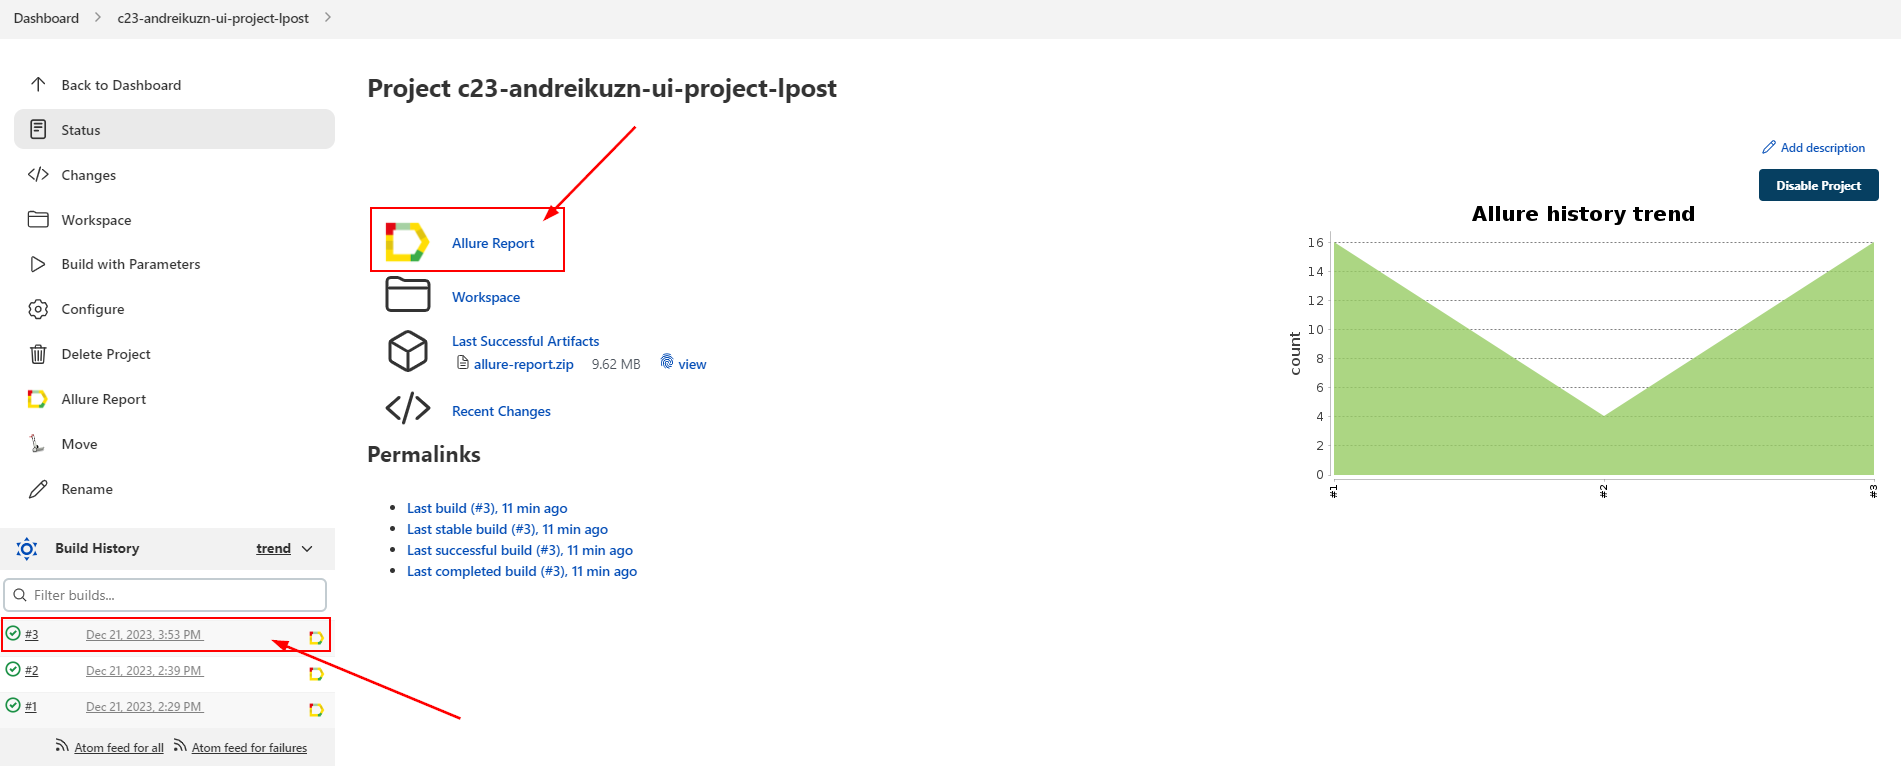 Dashboard
c23-andreikuzn-ui-project-lpost
Back to Dashboard
Status
Changes
Workspace
Build with Parameters
Configure
Delete Project
Allure Report
Move
Rename
Build History
trend
Filter builds...
#3 Dec 21, 2023, 3:53 PM
#2 Dec 21, 2023, 2:39 PM
#1 Dec 21, 2023, 2:29 PM
Atom feed for all Atom feed for failures
Project c23-andreikuzn-ui-project-lpost
Allure Report
Workspace
Last Successful Artifacts
allure-report.zip 9.62 MB view
Recent Changes
Permalinks
Last build (#3), 11 min ago
Last stable build (#3), 11 min ago
Last successful build (#3), 11 min ago
Last completed build (#3), 11 min ago
Add description
Disable Project
Allure history trend
count
16
14
12
10
8
6
4
2
0
#1
#2
#3